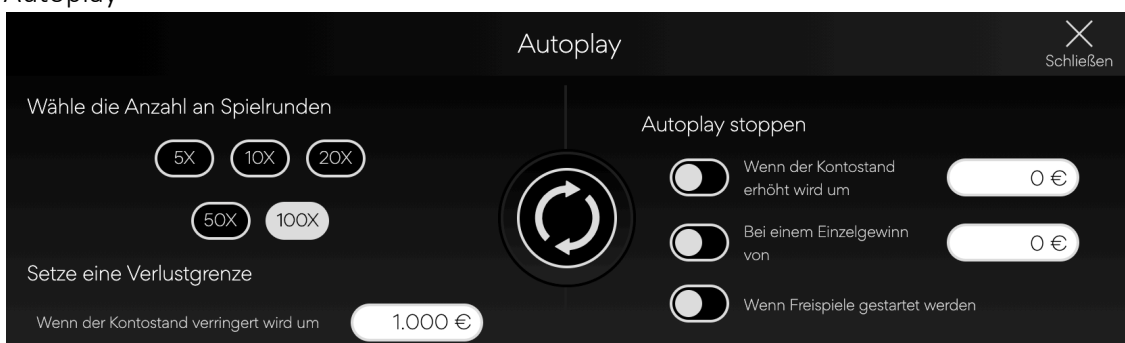 Autoplay
Autoplay
Schließen
Wähle die Anzahl an Spielrunden
5X 10X 20X
50X 100X
Setze eine Verlustgrenze
Wenn der Kontostand verringert wird um 1.000 €
Autoplay stoppen
Wenn der Kontostand
erhöht wird um
0 €
Bei einem Einzelgewinn
von
0 €
Wenn Freispiele gestartet werden